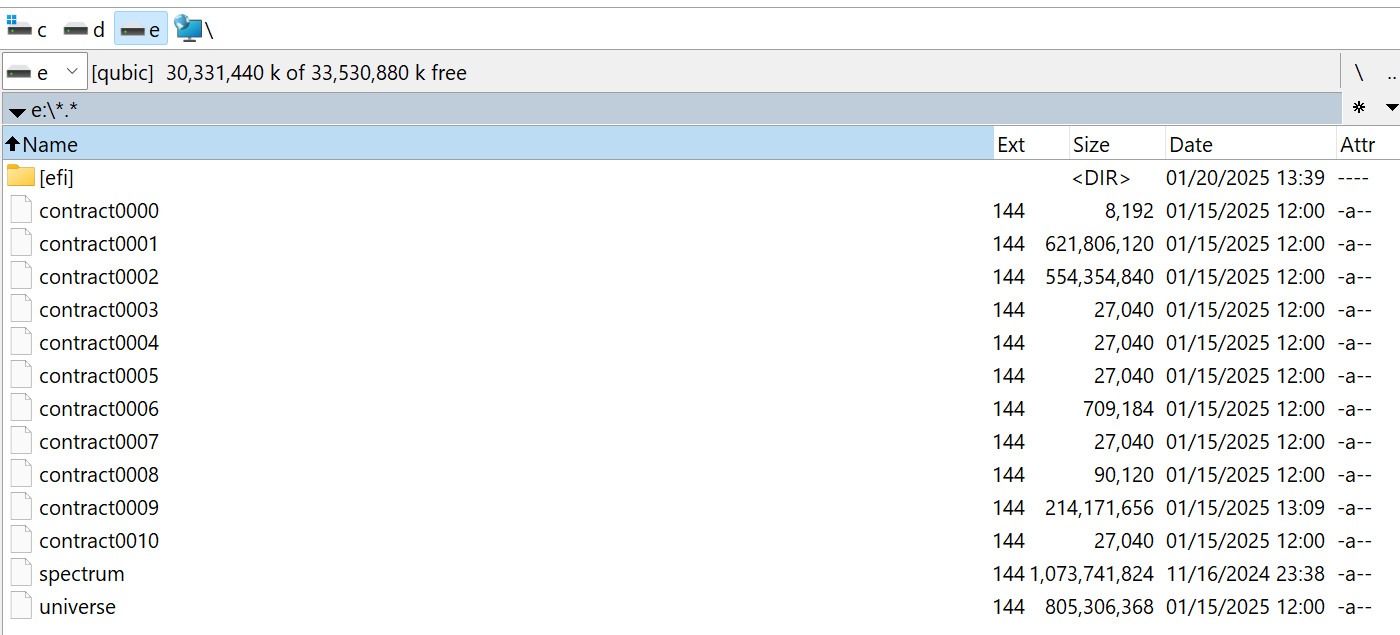 c d e \
e [qubic] 30,331,440 k of 33,530,880 k free \ ..
e:\*.* *
Name Ext Size Date Attr
[efi] <DIR> 01/20/2025 13:39 ----
contract0000 144 8,192 01/15/2025 12:00 -a--
contract0001 144 621,806,120 01/15/2025 12:00 -a--
contract0002 144 554,354,840 01/15/2025 12:00 -a--
contract0003 144 27,040 01/15/2025 12:00 -a--
contract0004 144 27,040 01/15/2025 12:00 -a--
contract0005 144 27,040 01/15/2025 12:00 -a--
contract0006 144 709,184 01/15/2025 12:00 -a--
contract0007 144 27,040 01/15/2025 12:00 -a--
contract0008 144 90,120 01/15/2025 12:00 -a--
contract0009 144 214,171,656 01/15/2025 13:09 -a--
contract0010 144 27,040 01/15/2025 12:00 -a--
spectrum 144 1,073,741,824 11/16/2024 23:38 -a--
universe 144 805,306,368 01/15/2025 12:00 -a--